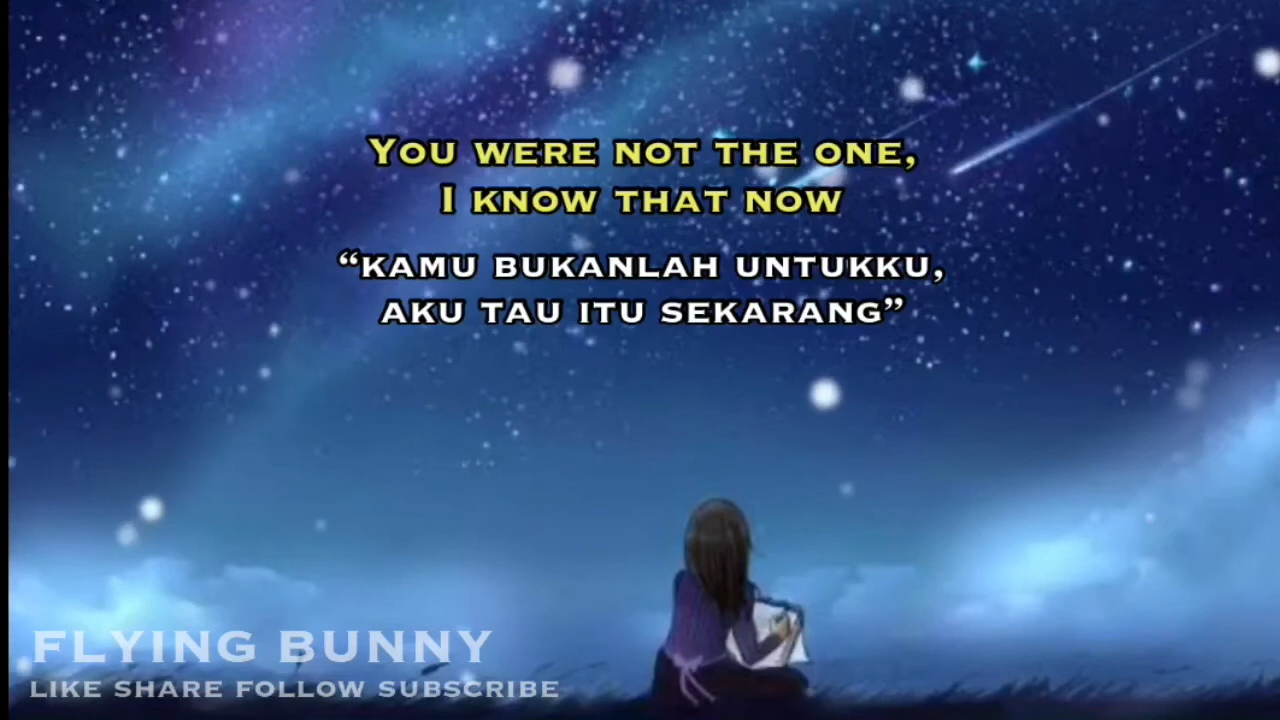 You were not the one,
I know that now
“kamu bukanlah untukku,
aku tau itu sekarang”
FLYING BUNNY
LIKE SHARE FOLLOW SUBSCRIBE